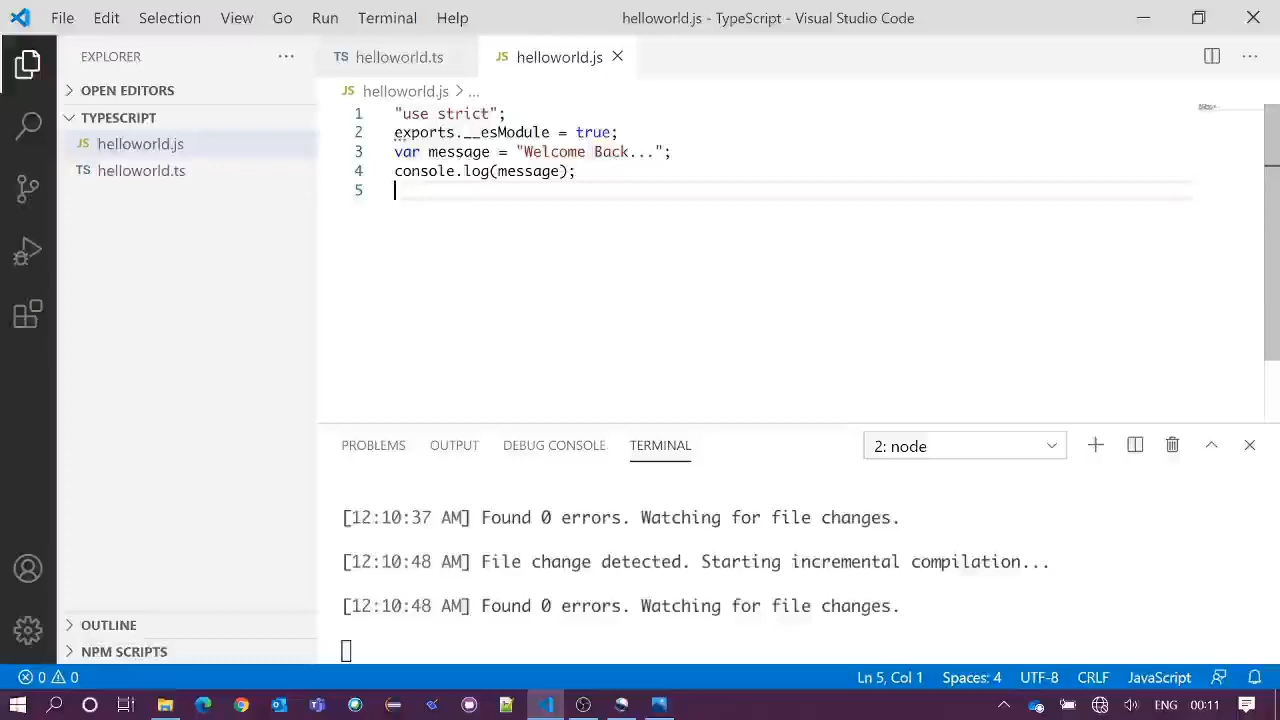 File Edit Selection View Go Run Terminal Help helloworld.js - TypeScript - Visual Studio Code
EXPLORER
OPEN EDITORS
TYPESCRIPT
JS helloworld.js
TS helloworld.ts
OUTLINE
NPM SCRIPTS
TS helloworld.ts JS helloworld.js
JS helloworld.js > ...
1 "use strict";
2 exports.__esModule = true;
3 var message = "Welcome Back...";
4 console.log(message);
5
PROBLEMS OUTPUT DEBUG CONSOLE TERMINAL 2: node
[12:10:37 AM] Found 0 errors. Watching for file changes.
[12:10:48 AM] File change detected. Starting incremental compilation...
[12:10:48 AM] Found 0 errors. Watching for file changes.
0 0 Ln 5, Col 1 Spaces: 4 UTF-8 CRLF JavaScript
ENG 00:11